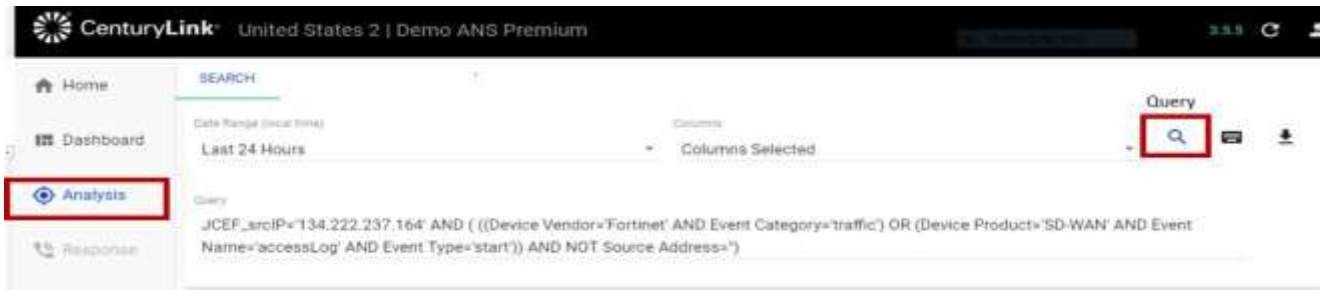 CenturyLink United States 2 | Demo ANS Premium
3.5.5
Home
SEARCH
Query
Date Range (local time)
Columns
Dashboard
Last 24 Hours
Columns Selected
Analysis
Query
JCEF_srcIP='134.222.237.164' AND ( ((Device Vendor='Fortinet' AND Event Category='traffic') OR (Device Product='SD-WAN' AND Event
Name='accessLog' AND Event Type='start')) AND NOT Source Address='')
Response